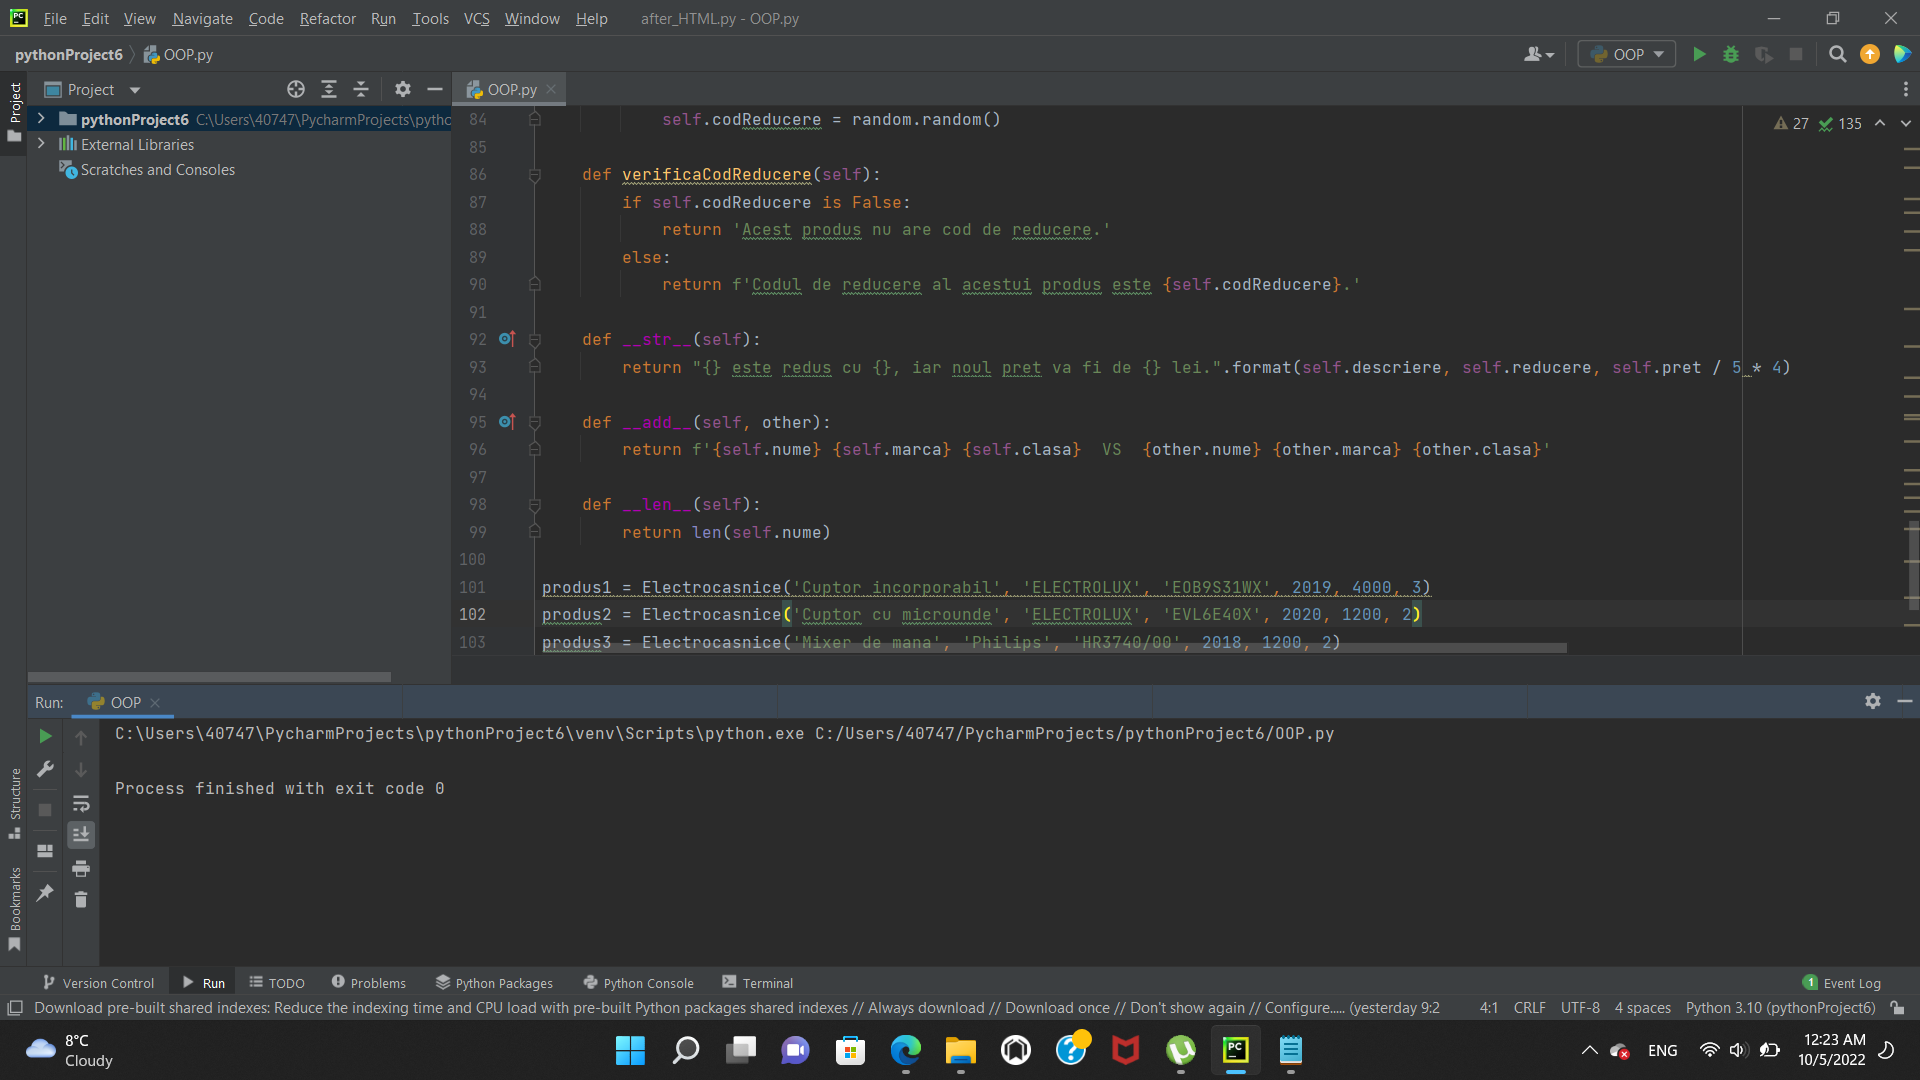 File Edit View Navigate Code Refactor Run Tools VCS Window Help after_HTML.py - OOP.py
pythonProject6 OOP.py
OOP
Project
Project
OOP.py
pythonProject6 C:\Users\40747\PycharmProjects\pytho
External Libraries
Scratches and Consoles
27 135
84 self.codReducere = random.random()
85
86 def verificaCodReducere(self):
87 if self.codReducere is False:
88 return 'Acest produs nu are cod de reducere.'
89 else:
90 return f'Codul de reducere al acestui produs este {self.codReducere}.'
91
92 def __str__(self):
93 return "{} este redus cu {}, iar noul pret va fi de {} lei.".format(self.descriere, self.reducere, self.pret / 5 * 4)
94
95 def __add__(self, other):
96 return f'{self.nume} {self.marca} {self.clasa}  VS  {other.nume} {other.marca} {other.clasa}'
97
98 def __len__(self):
99 return len(self.nume)
100
101 produs1 = Electrocasnice('Cuptor incorporabil', 'ELECTROLUX', 'EOB9S31WX', 2019, 4000, 3)
102 produs2 = Electrocasnice('Cuptor cu microunde', 'ELECTROLUX', 'EVL6E40X', 2020, 1200, 2)
103 produs3 = Electrocasnice('Mixer de mana', 'Philips', 'HR3740/00', 2018, 1200, 2)
Run: OOP
C:\Users\40747\PycharmProjects\pythonProject6\venv\Scripts\python.exe C:/Users/40747/PycharmProjects/pythonProject6/OOP.py
Process finished with exit code 0
Structure
Bookmarks
Version Control Run TODO Problems Python Packages Python Console Terminal 1 Event Log
Download pre-built shared indexes: Reduce the indexing time and CPU load with pre-built Python packages shared indexes // Always download // Download once // Don't show again // Configure..... (yesterday 9:2 4:1 CRLF UTF-8 4 spaces Python 3.10 (pythonProject6)
8°C
Cloudy
PC
ENG
12:23 AM
10/5/2022